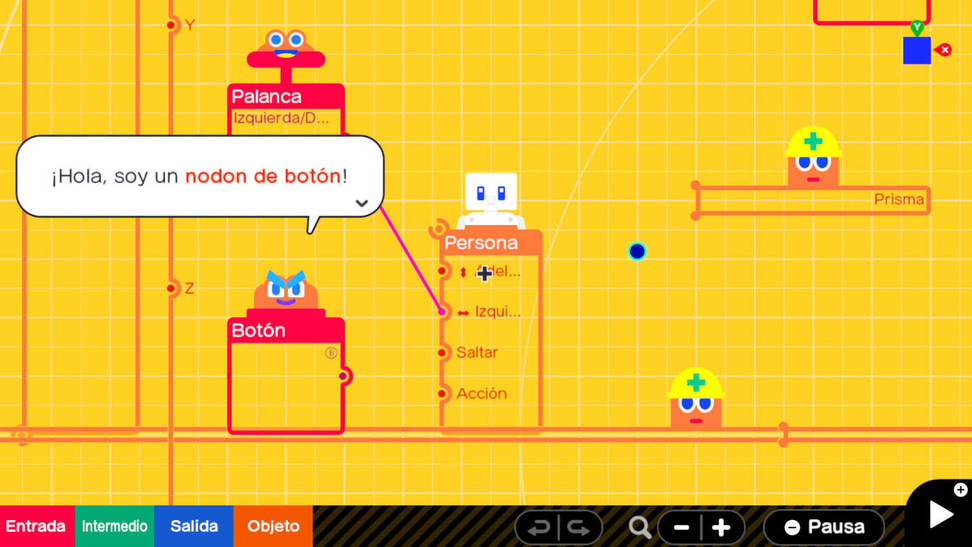 Y
Y
X
Palanca
Izquierda/D...
¡Hola, soy un nodon de botón!
Prisma
Persona
...
Izqui...
Z
Botón
B
Saltar
Acción
Entrada
Intermedio
Salida
Objeto
Pausa